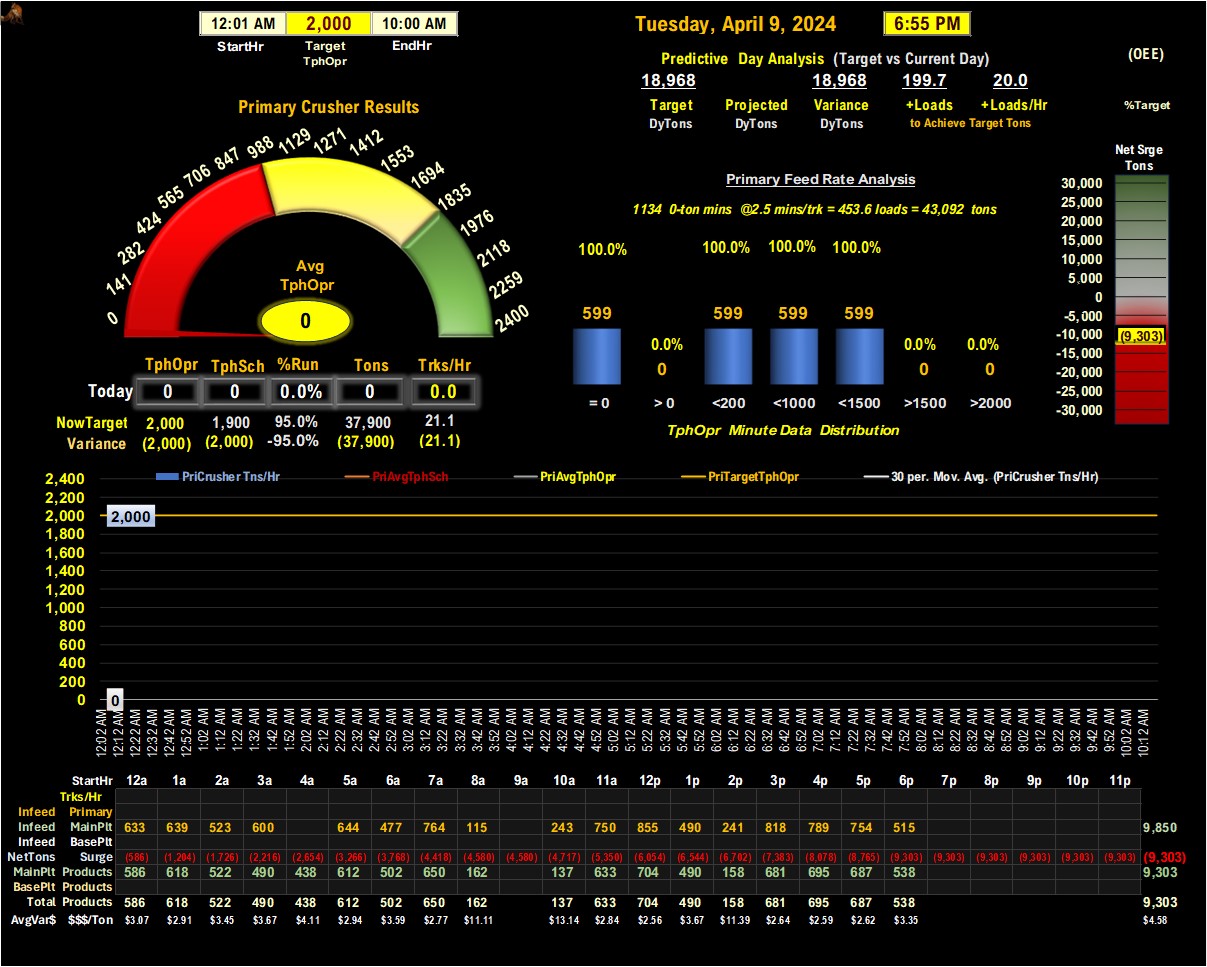 12:01 AM 2,000 10:00 AM
StartHr Target EndHr
TphOpr
Tuesday, April 9, 2024 6:55 PM
Predictive Day Analysis (Target vs Current Day)
18,968 18,968 199.7 20.0
Target Projected Variance +Loads +Loads/Hr
DyTons DyTons DyTons to Achieve Target Tons
(OEE)
%Target
Primary Crusher Results
0 141 282 424 565 706 847 988 1129 1271 1412 1553 1694 1835 1976 2118 2259 2400
Avg
TphOpr
0
TphOpr TphSch %Run Tons Trks/Hr
Today 0 0 0.0% 0 0.0
NowTarget 2,000 1,900 95.0% 37,900 21.1
Variance (2,000) (2,000) -95.0% (37,900) (21.1)
Primary Feed Rate Analysis
1134 0-ton mins @2.5 mins/trk = 453.6 loads = 43,092 tons
100.0% 100.0% 100.0% 100.0%
599 599 599 599
0.0% 0.0% 0.0%
0 0 0
= 0 > 0 <200 <1000 <1500 >1500 >2000
TphOpr Minute Data Distribution
Net Srge
Tons
30,000
25,000
20,000
15,000
10,000
5,000
0
-5,000
-10,000 (9,303)
-15,000
-20,000
-25,000
-30,000
PriCrusher Tns/Hr PriAvgTphSch PriAvgTphOpr PriTargetTphOpr 30 per. Mov. Avg. (PriCrusher Tns/Hr)
2,400
2,200
2,000 2,000
1,800
1,600
1,400
1,200
1,000
800
600
400
200
0 0
12:02 AM 12:12 AM 12:22 AM 12:32 AM 12:42 AM 12:52 AM 1:02 AM 1:12 AM 1:22 AM 1:32 AM 1:42 AM 1:52 AM 2:02 AM 2:12 AM 2:22 AM 2:32 AM 2:42 AM 2:52 AM 3:02 AM 3:12 AM 3:22 AM 3:32 AM 3:42 AM 3:52 AM 4:02 AM 4:12 AM 4:22 AM 4:32 AM 4:42 AM 4:52 AM 5:02 AM 5:12 AM 5:22 AM 5:32 AM 5:42 AM 5:52 AM 6:02 AM 6:12 AM 6:22 AM 6:32 AM 6:42 AM 6:52 AM 7:02 AM 7:12 AM 7:22 AM 7:32 AM 7:42 AM 7:52 AM 8:02 AM 8:12 AM 8:22 AM 8:32 AM 8:42 AM 8:52 AM 9:02 AM 9:12 AM 9:22 AM 9:32 AM 9:42 AM 9:52 AM 10:02 AM 10:12 AM
StartHr 12a 1a 2a 3a 4a 5a 6a 7a 8a 9a 10a 11a 12p 1p 2p 3p 4p 5p 6p 7p 8p 9p 10p 11p
Trks/Hr
Infeed Primary
Infeed MainPlt 633 639 523 600 644 477 764 115 243 750 855 490 241 818 789 754 515 9,850
Infeed BasePlt
NetTons Surge (586) (1,204) (1,726) (2,216) (2,654) (3,266) (3,768) (4,418) (4,580) (4,580) (4,717) (5,350) (6,054) (6,544) (6,702) (7,383) (8,078) (8,765) (9,303) (9,303) (9,303) (9,303) (9,303) (9,303) (9,303)
MainPlt Products 586 618 522 490 438 612 502 650 162 137 633 704 490 158 681 695 687 538 9,303
BasePlt Products
Total Products 586 618 522 490 438 612 502 650 162 137 633 704 490 158 681 695 687 538 9,303
AvgVar$ $$$/Ton $3.07 $2.91 $3.45 $3.67 $4.11 $2.94 $3.59 $2.77 $11.11 $13.14 $2.84 $2.56 $3.67 $11.39 $2.64 $2.59 $2.62 $3.35 $4.58